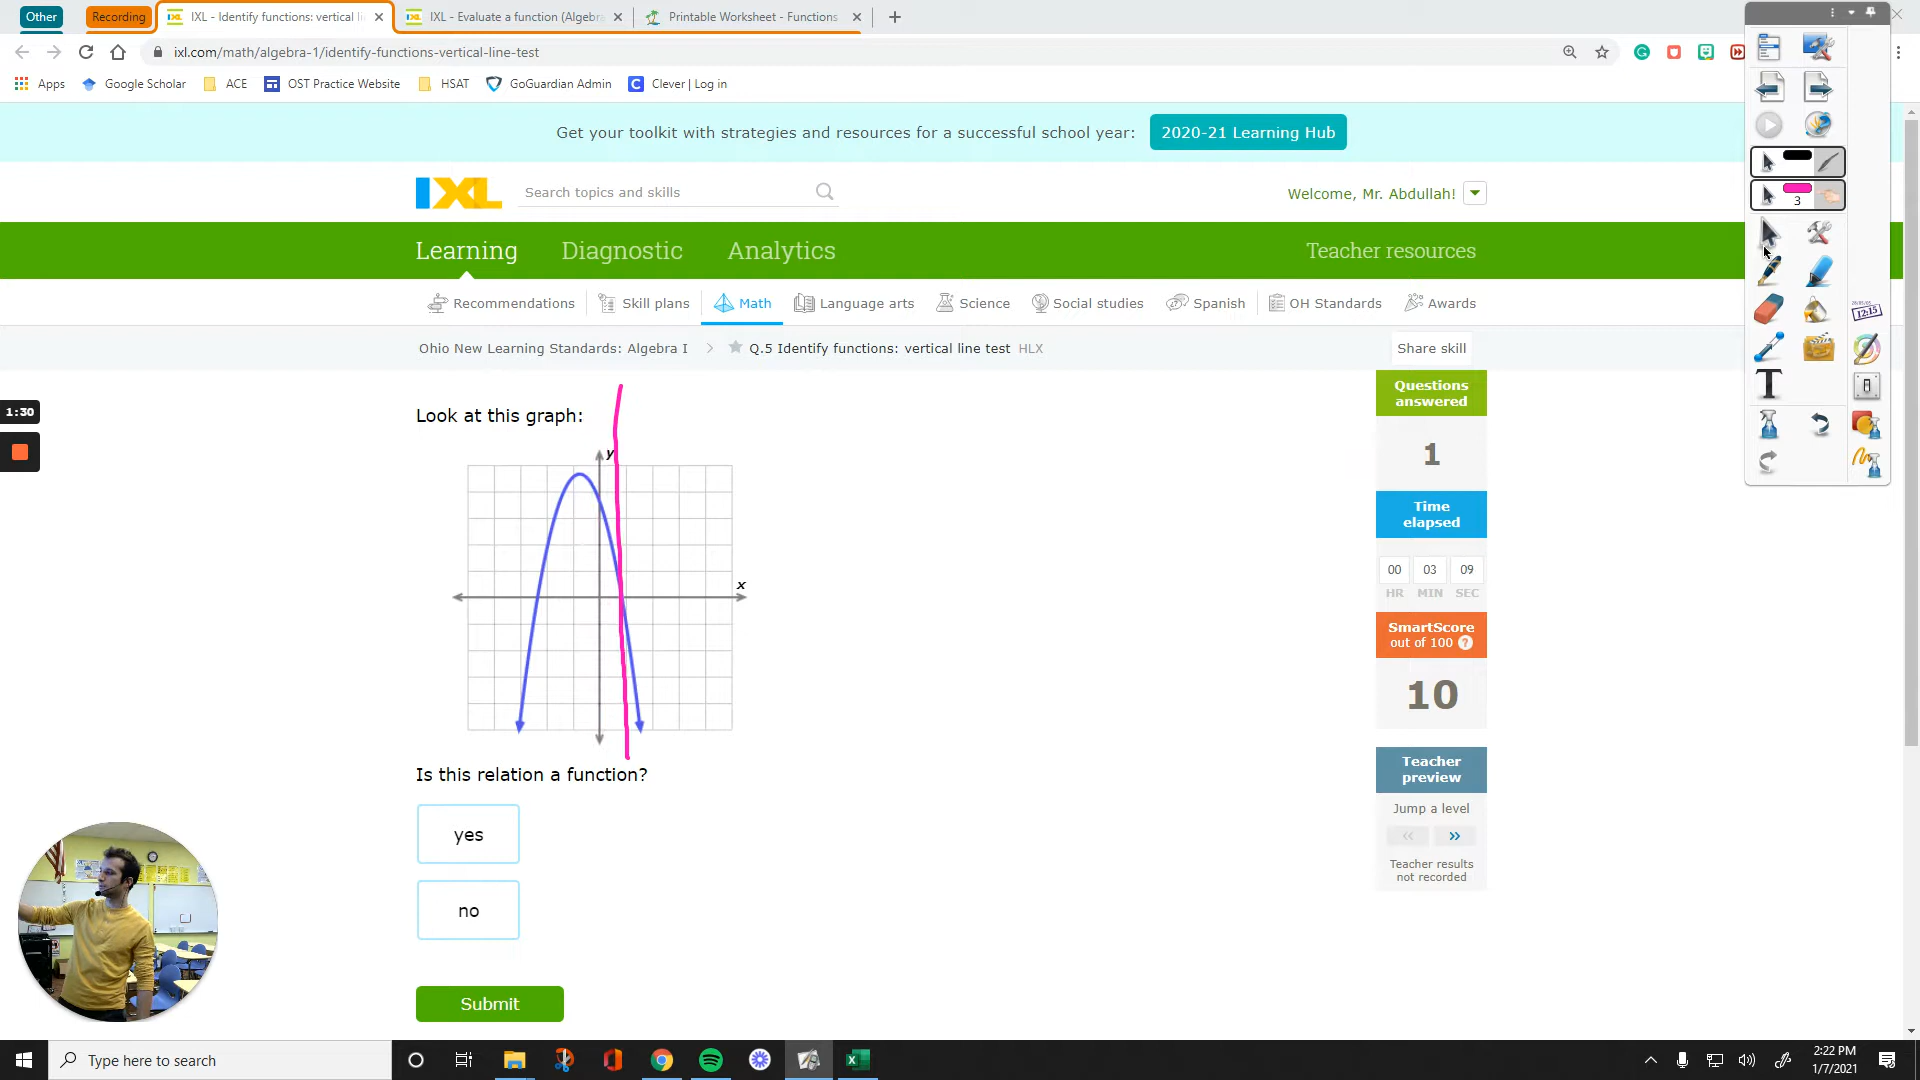 Other
Recording
IXL - Identify functions: vertical li
IXL - Evaluate a function (Algebra
Printable Worksheet - Functions
ixl.com/math/algebra-1/identify-functions-vertical-line-test
Apps
Google Scholar
ACE
OST Practice Website
HSAT
GoGuardian Admin
Clever | Log in
Get your toolkit with strategies and resources for a successful school year:
2020-21 Learning Hub
IXL
Search topics and skills
Welcome, Mr. Abdullah!
3
Learning
Diagnostic
Analytics
Teacher resources
Recommendations
Skill plans
Math
Language arts
Science
Social studies
Spanish
OH Standards
Awards
12:15
Ohio New Learning Standards: Algebra I
Q.5 Identify functions: vertical line test HLX
Share skill
T
1:30
Look at this graph:
y
x
Is this relation a function?
yes
no
Submit
Questions
answered
1
Time
elapsed
00 03 09
HR MIN SEC
SmartScore
out of 100 ?
10
Teacher
preview
Jump a level
Teacher results
not recorded
Type here to search
2:22 PM
1/7/2021